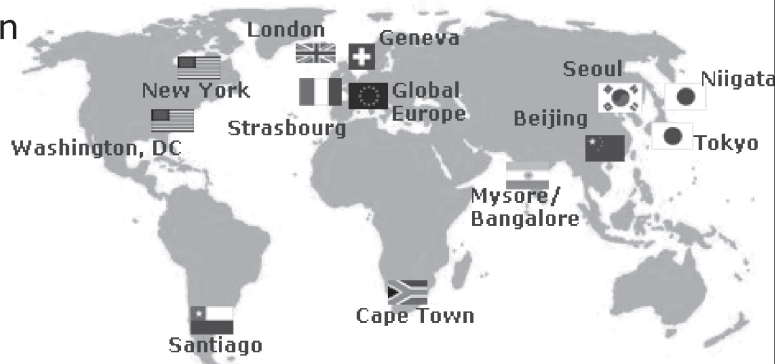 n
London
Geneva
New York
Global
Europe
Strasbourg
Washington, DC
Seoul
Niigata
Beijing
Tokyo
Mysore/
Bangalore
Cape Town
Santiago